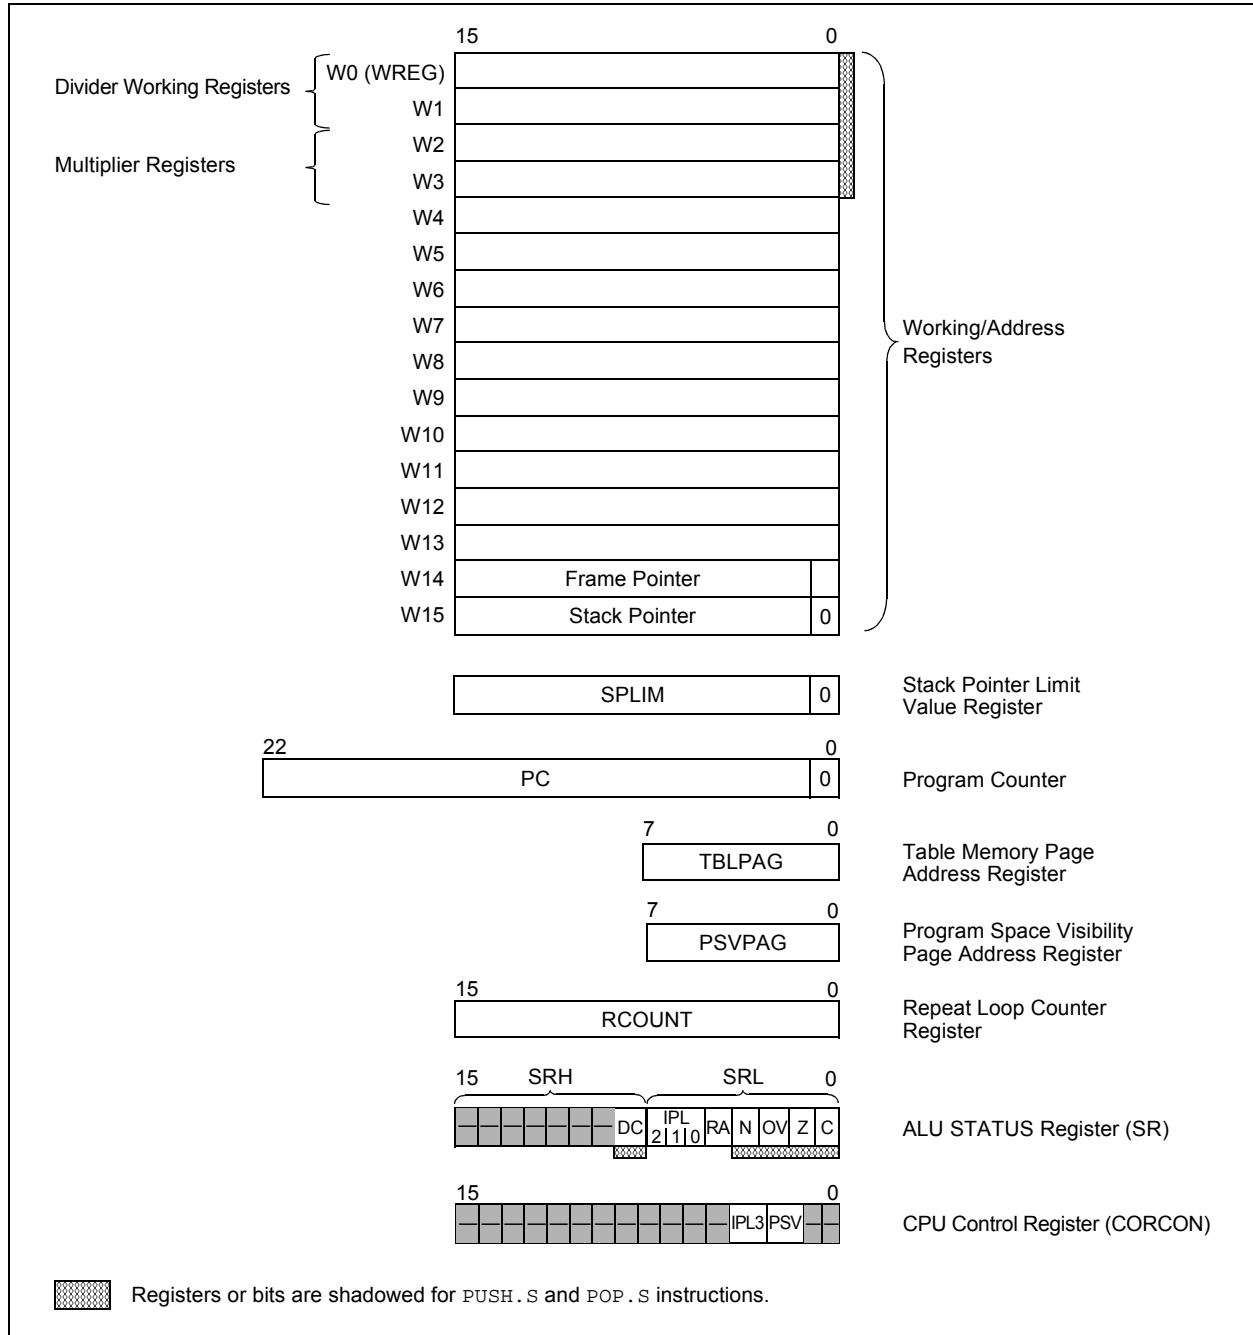 15 0
W0 (WREG)
Divider Working Registers
W1
W2
Multiplier Registers
W3
W4
W5
W6
W7
Working/Address
Registers
W8
W9
W10
W11
W12
W13
W14 Frame Pointer
W15 Stack Pointer 0
SPLIM 0
Stack Pointer Limit
Value Register
22 0
PC 0 Program Counter
7 0
TBLPAG
Table Memory Page
Address Register
7 0
PSVPAG
Program Space Visibility
Page Address Register
15 0
RCOUNT
Repeat Loop Counter
Register
15 SRH SRL 0
— — — — — — — DC IPL 2 1 0 RA N OV Z C ALU STATUS Register (SR)
15 0
— — — — — — — — — — — — IPL3 PSV — — CPU Control Register (CORCON)
Registers or bits are shadowed for PUSH.S and POP.S instructions.